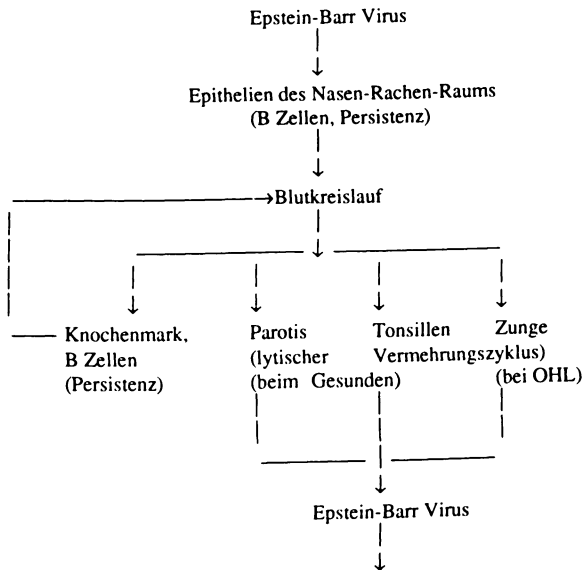 Epstein-Barr Virus
Epithelien des Nasen-Rachen-Raums
(B Zellen, Persistenz)
Blutkreislauf
Knochenmark, Parotis Tonsillen Zunge
B Zellen (lytischer Vermehrungszyklus)
(Persistenz) (beim Gesunden) (bei OHL)
Epstein-Barr Virus